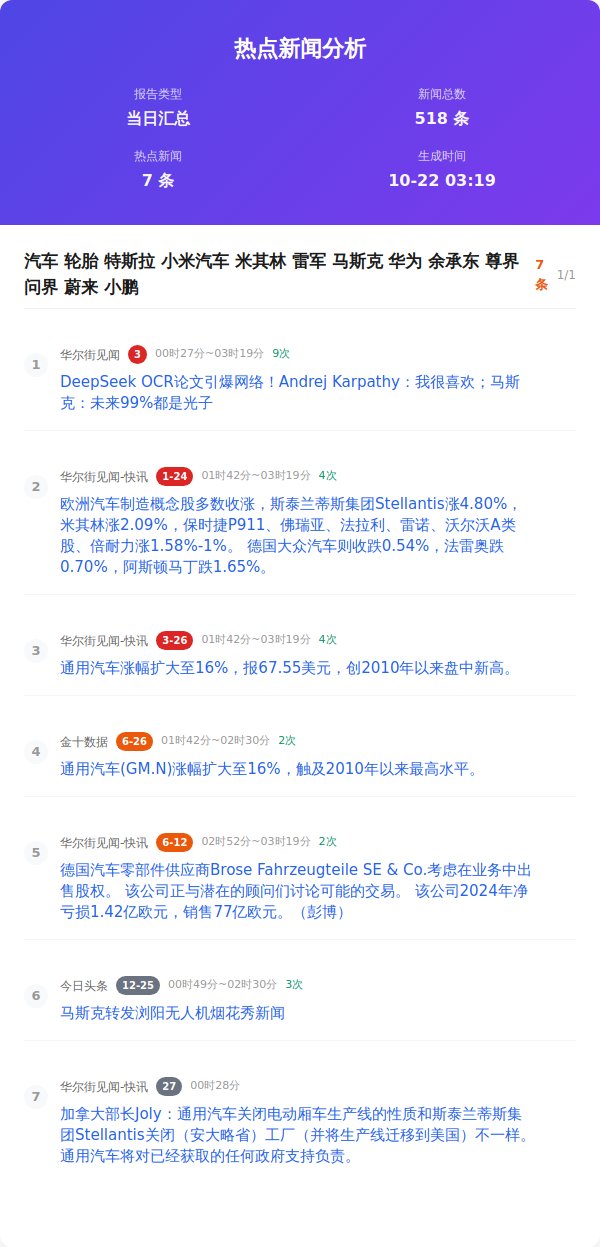 热点新闻分析
报告类型
当日汇总
新闻总数
518 条
热点新闻
7 条
生成时间
10-22 03:19
汽车 轮胎 特斯拉 小米汽车 米其林 雷军 马斯克 华为 余承东 尊界
问界 蔚来 小鹏
7
条
1/1
1
华尔街见闻 3 00时27分~03时19分 9次
DeepSeek OCR论文引爆网络！Andrej Karpathy：我很喜欢；马斯
克：未来99%都是光子
2
华尔街见闻-快讯 1-24 01时42分~03时19分 4次
欧洲汽车制造概念股多数收涨，斯泰兰蒂斯集团Stellantis涨4.80%，
米其林涨2.09%，保时捷P911、佛瑞亚、法拉利、雷诺、沃尔沃A类
股、倍耐力涨1.58%-1%。 德国大众汽车则收跌0.54%，法雷奥跌
0.70%，阿斯顿马丁跌1.65%。
3
华尔街见闻-快讯 3-26 01时42分~03时19分 4次
通用汽车涨幅扩大至16%，报67.55美元，创2010年以来盘中新高。
4
金十数据 6-26 01时42分~02时30分 2次
通用汽车(GM.N)涨幅扩大至16%，触及2010年以来最高水平。
5
华尔街见闻-快讯 6-12 02时52分~03时19分 2次
德国汽车零部件供应商Brose Fahrzeugteile SE & Co.考虑在业务中出
售股权。 该公司正与潜在的顾问们讨论可能的交易。 该公司2024年净
亏损1.42亿欧元，销售77亿欧元。（彭博）
6
今日头条 12-25 00时49分~02时30分 3次
马斯克转发浏阳无人机烟花秀新闻
7
华尔街见闻-快讯 27 00时28分
加拿大部长Joly：通用汽车关闭电动厢车生产线的性质和斯泰兰蒂斯集
团Stellantis关闭（安大略省）工厂（并将生产线迁移到美国）不一样。
通用汽车将对已经获取的任何政府支持负责。